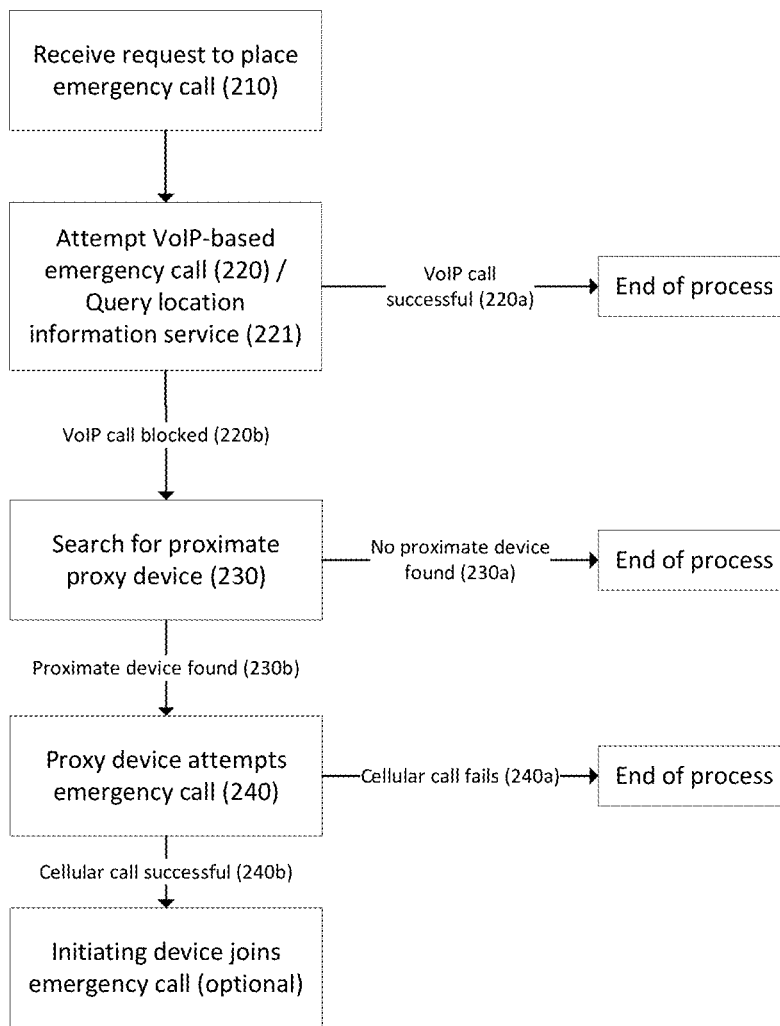 Receive request to place
emergency call (210)
Attempt VoIP-based
emergency call (220) /
Query location
information service (221)
VoIP call
successful (220a)
End of process
VoIP call blocked (220b)
Search for proximate
proxy device (230)
No proximate device
found (230a)
End of process
Proximate device found (230b)
Proxy device attempts
emergency call (240)
Cellular call fails (240a)
End of process
Cellular call successful (240b)
Initiating device joins
emergency call (optional)